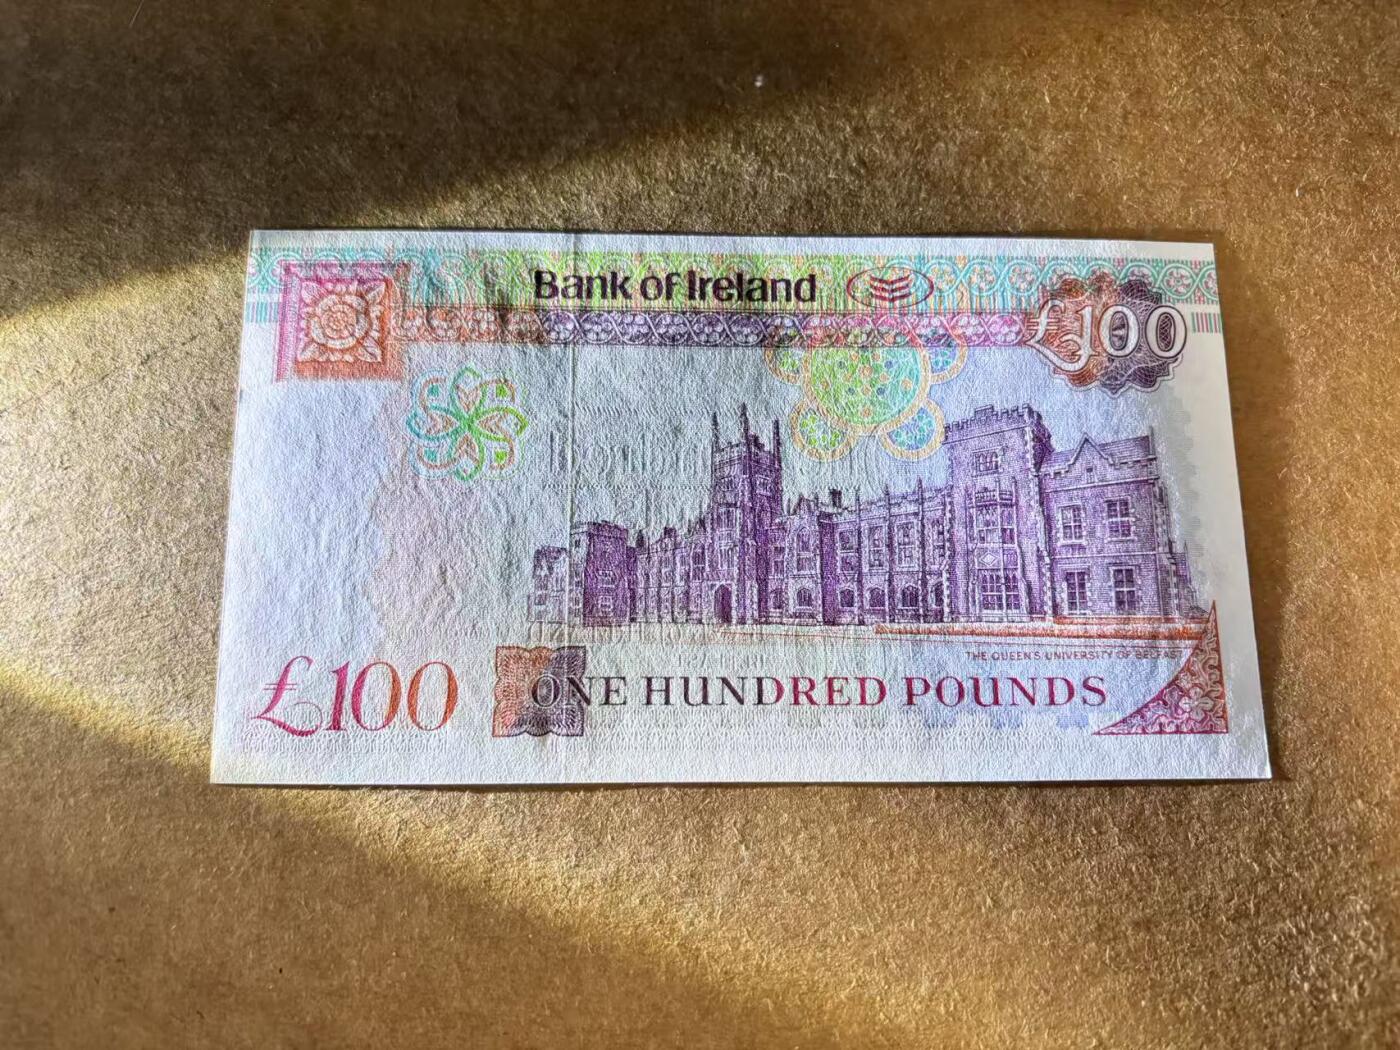 Bank of Ireland
£100
THE QUEEN'S UNIVERSITY OF BELFAST
£100
ONE HUNDRED POUNDS